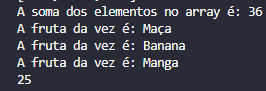 A soma dos elementos no array é: 36
A fruta da vez é: Maça
A fruta da vez é: Banana
A fruta da vez é: Manga
25